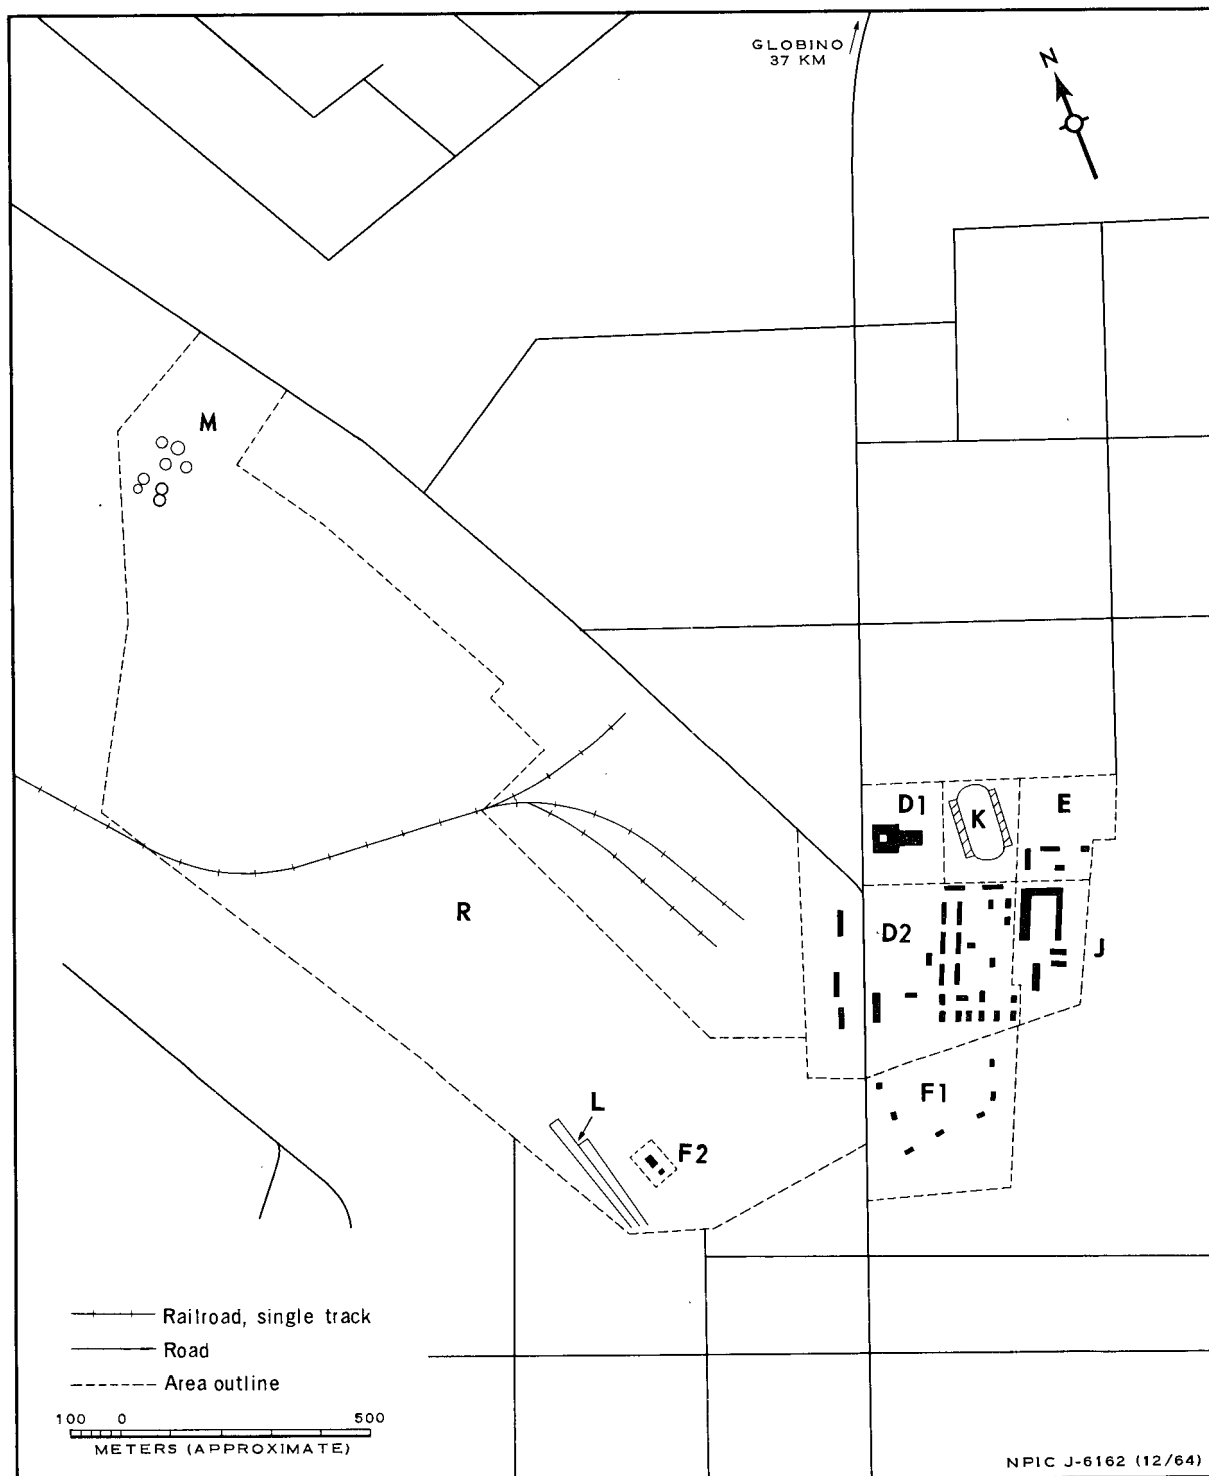 GLOBINO
37 KM
N
M
D1
K
E
R
D2
J
L
F1
F2
Railroad, single track
Road
Area outline
100 0 500
METERS (APPROXIMATE)
NPIC J-6162 (12/64)